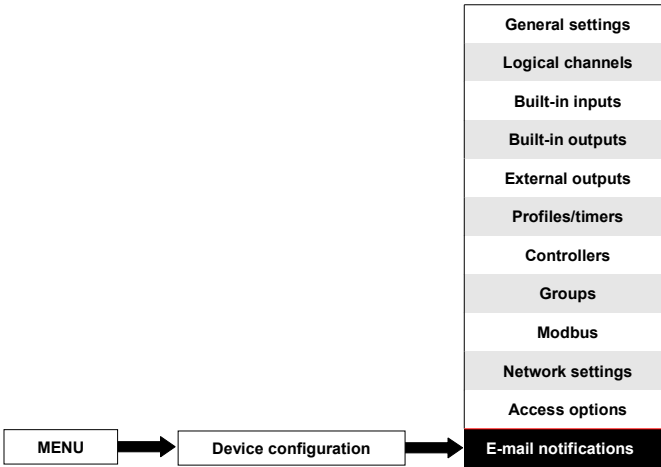 General settings
Logical channels
Built-in inputs
Built-in outputs
External outputs
Profiles/timers
Controllers
Groups
Modbus
Network settings
Access options
MENU
Device configuration
E-mail notifications